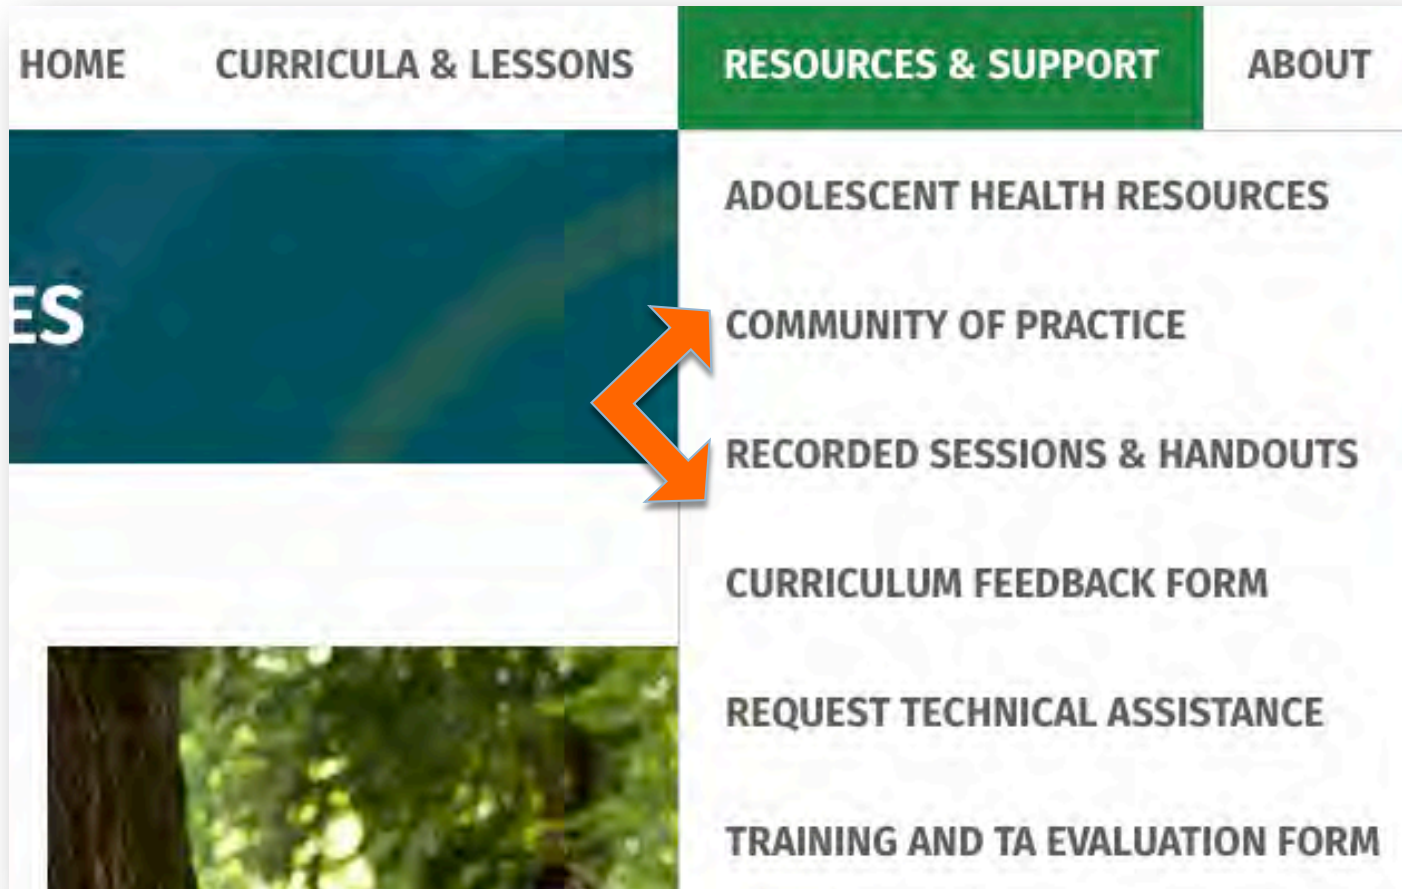 HOME CURRICULA & LESSONS RESOURCES & SUPPORT ABOUT
ADOLESCENT HEALTH RESOURCES
ES
COMMUNITY OF PRACTICE
RECORDED SESSIONS & HANDOUTS
CURRICULUM FEEDBACK FORM
REQUEST TECHNICAL ASSISTANCE
TRAINING AND TA EVALUATION FORM